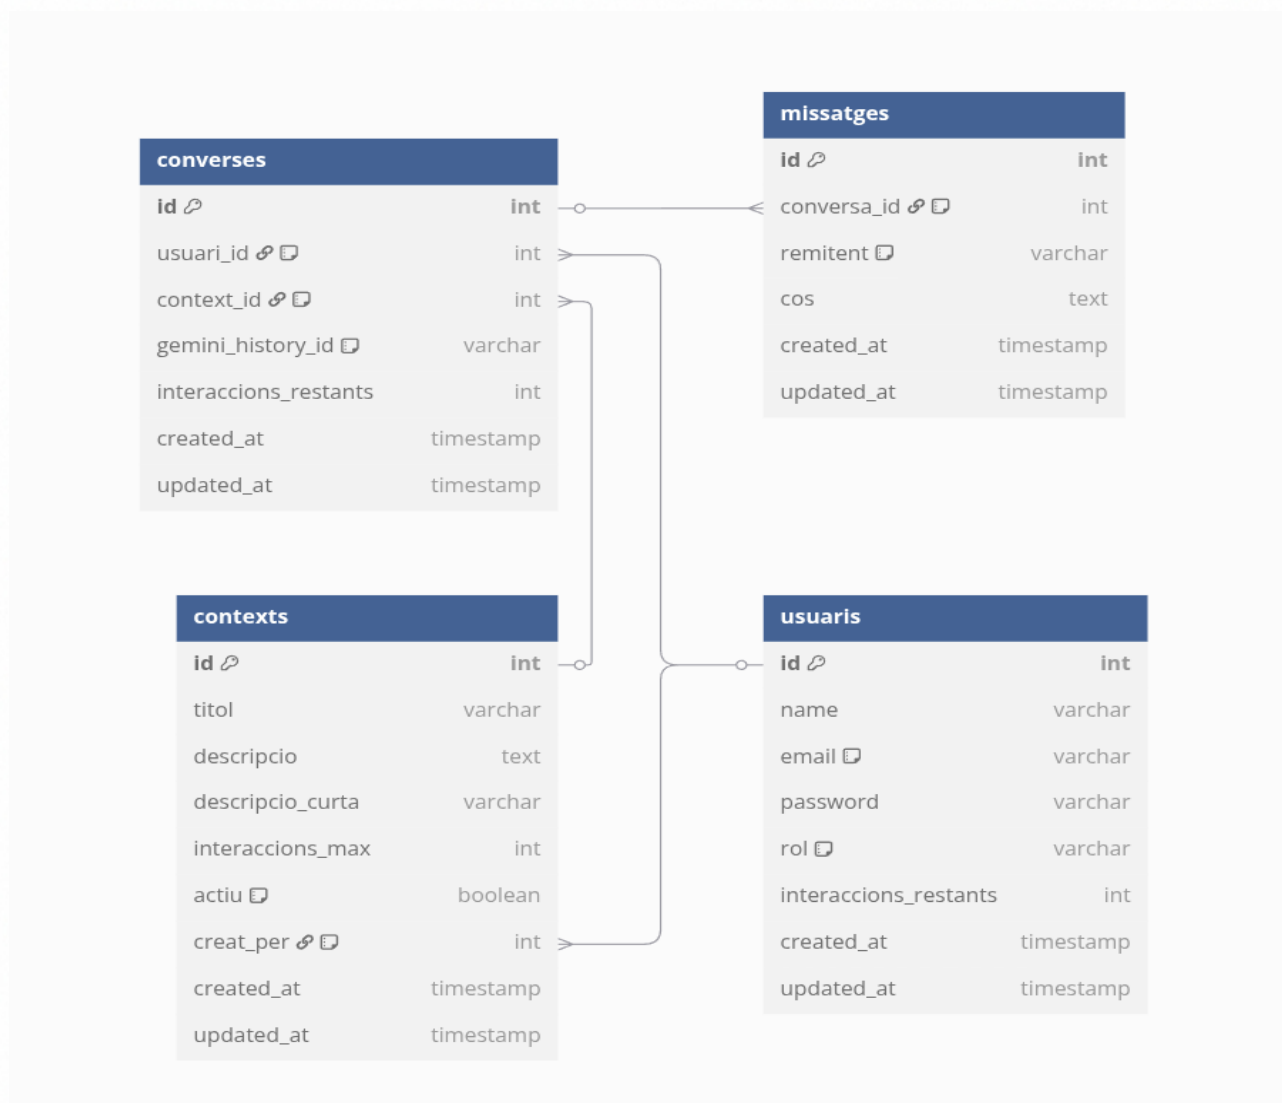 converses
id int
usuari_id int
context_id int
gemini_history_id varchar
interaccions_restants int
created_at timestamp
updated_at timestamp
missatges
id int
conversa_id int
remitent varchar
cos text
created_at timestamp
updated_at timestamp
contexts
id int
titol varchar
descripcio text
descripcio_curta varchar
interaccions_max int
actiu boolean
creat_per int
created_at timestamp
updated_at timestamp
usuaris
id int
name varchar
email varchar
password varchar
rol varchar
interaccions_restants int
created_at timestamp
updated_at timestamp